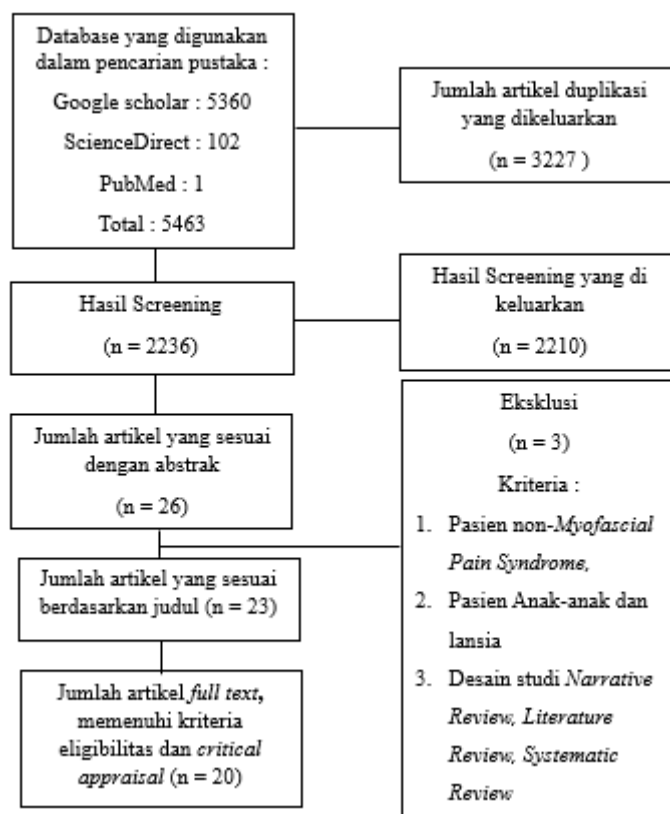 Database yang digunakan
dalam pencarian pustaka :
Google scholar : 5360
ScienceDirect : 102
PubMed : 1
Total : 5463
Jumlah artikel duplikasi
yang dikeluarkan
(n = 3227 )
Hasil Screening
(n = 2236)
Hasil Screening yang di
keluarkan
(n = 2210)
Jumlah artikel yang sesuai
dengan abstrak
(n = 26)
Eksklusi
(n = 3)
Kriteria :
1. Pasien non-Myofascial
Pain Syndrome,
2. Pasien Anak-anak dan
lansia
3. Desain studi Narrative
Review, Literature
Review, Systematic
Review
Jumlah artikel yang sesuai
berdasarkan judul (n = 23)
Jumlah artikel full text,
memenuhi kriteria
eligibilitas dan critical
appraisal (n = 20)